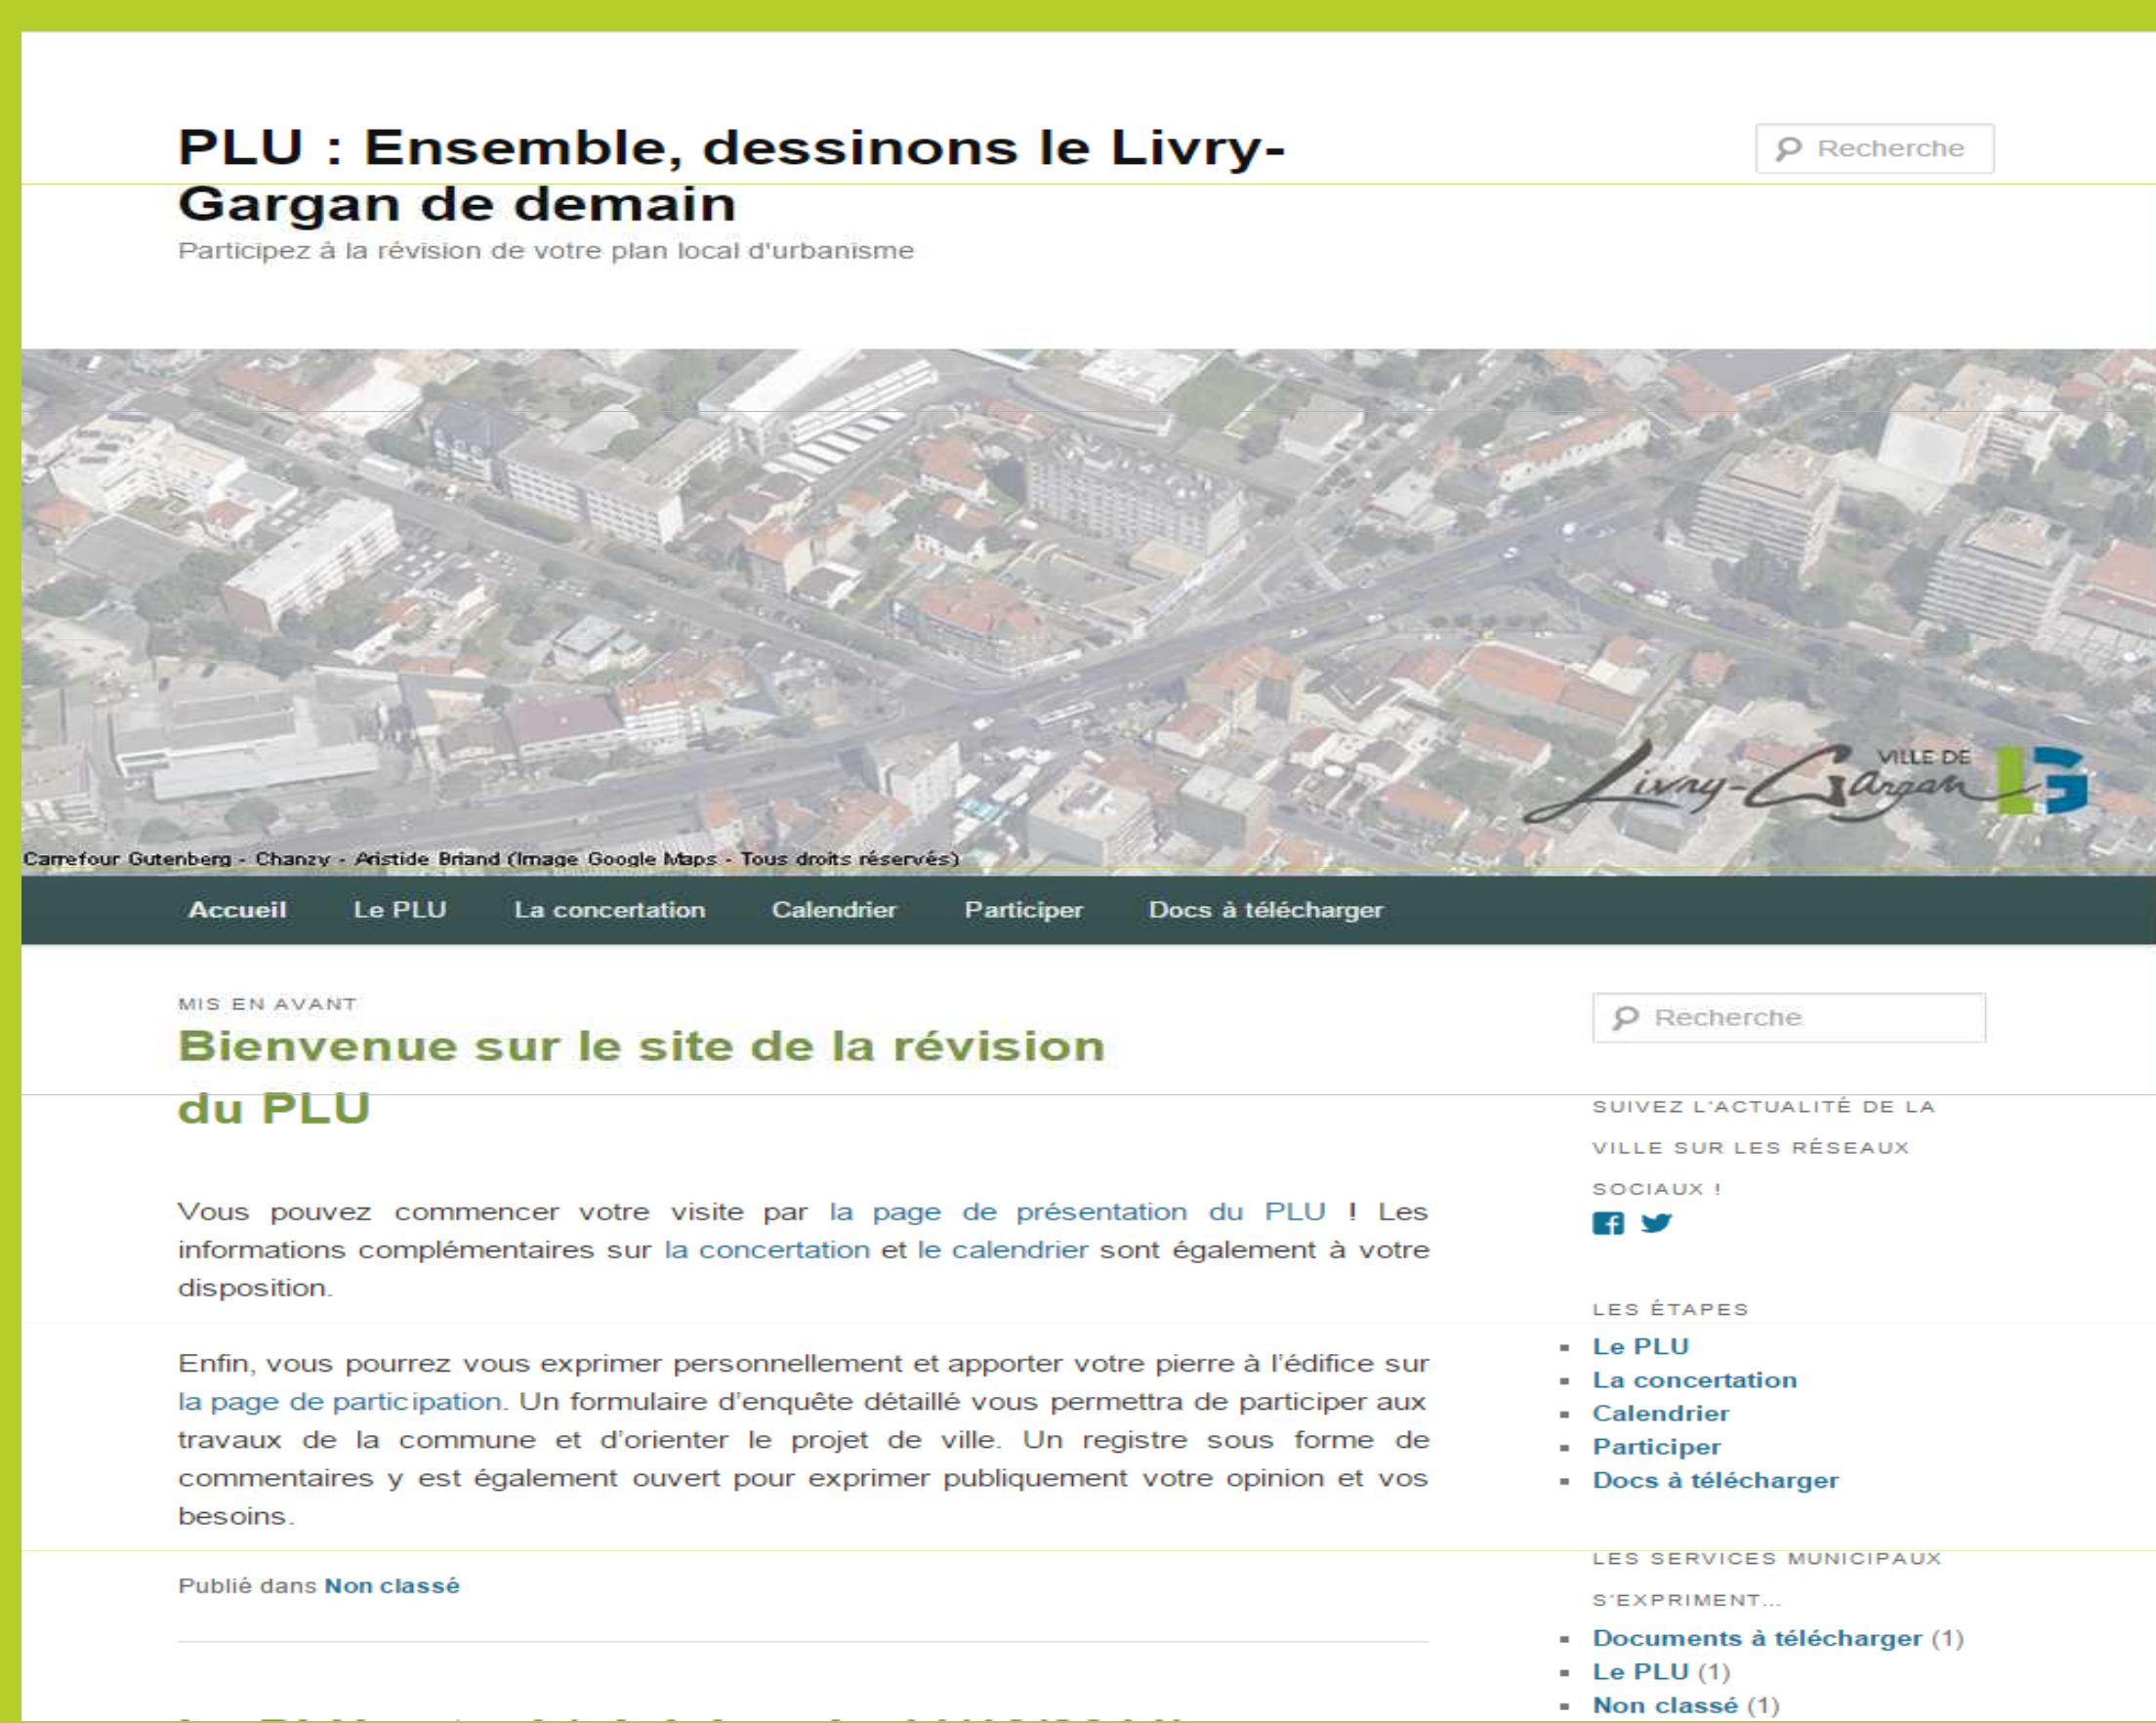 PLU : Ensemble, dessinons le Livry-
Gargan de demain
Participez à la révision de votre plan local d'urbanisme
Recherche
VILLE DE
Livry-Gargan
LG
Carrefour Gutenberg - Chanzy - Aristide Briand (Image Google Maps - Tous droits réservés)
Accueil Le PLU La concertation Calendrier Participer Docs à télécharger
MIS EN AVANT
Bienvenue sur le site de la révision
du PLU
Vous pouvez commencer votre visite par la page de présentation du PLU ! Les
informations complémentaires sur la concertation et le calendrier sont également à votre
disposition.
Enfin, vous pourrez vous exprimer personnellement et apporter votre pierre à l’édifice sur
la page de participation. Un formulaire d’enquête détaillé vous permettra de participer aux
travaux de la commune et d’orienter le projet de ville. Un registre sous forme de
commentaires y est également ouvert pour exprimer publiquement votre opinion et vos
besoins.
Publié dans Non classé
Recherche
SUIVEZ L'ACTUALITÉ DE LA
VILLE SUR LES RÉSEAUX
SOCIAUX !
LES ÉTAPES
Le PLU
La concertation
Calendrier
Participer
Docs à télécharger
LES SERVICES MUNICIPAUX
S'EXPRIMENT…
Documents à télécharger (1)
Le PLU (1)
Non classé (1)